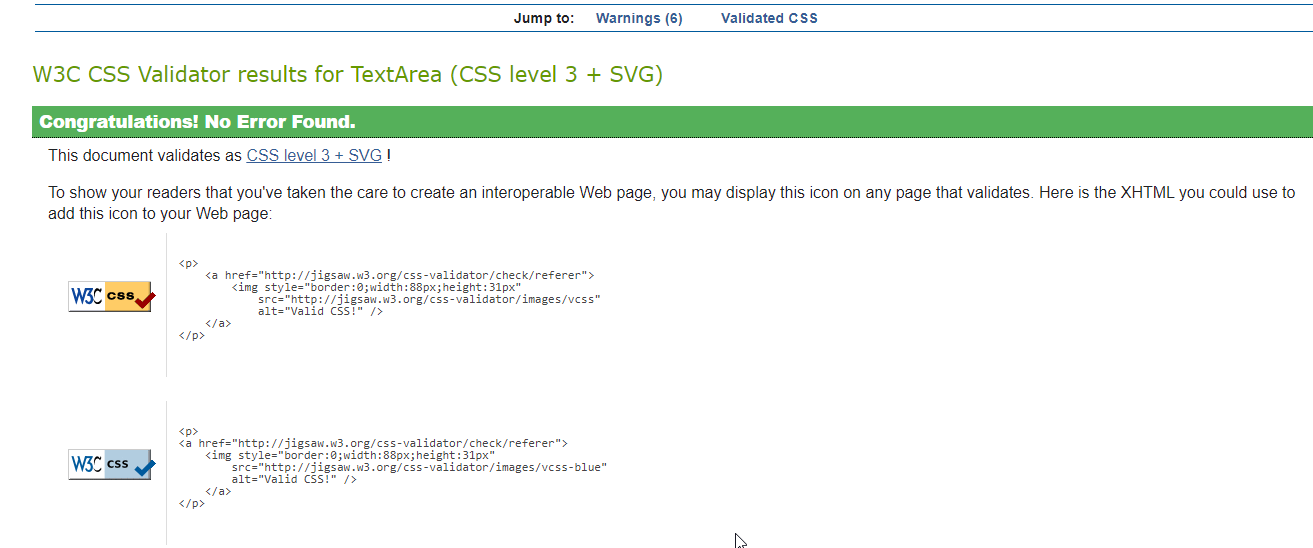 Jump to: Warnings (6) Validated CSS
W3C CSS Validator results for TextArea (CSS level 3 + SVG)
Congratulations! No Error Found.
This document validates as CSS level 3 + SVG !
To show your readers that you've taken the care to create an interoperable Web page, you may display this icon on any page that validates. Here is the XHTML you could use to
add this icon to your Web page:
W3C css
<p>
<a href="http://jigsaw.w3.org/css-validator/check/referer">
<img style="border:0;width:88px;height:31px"
src="http://jigsaw.w3.org/css-validator/images/vcss"
alt="Valid CSS!" />
</a>
</p>
W3C css
<p>
<a href="http://jigsaw.w3.org/css-validator/check/referer">
<img style="border:0;width:88px;height:31px"
src="http://jigsaw.w3.org/css-validator/images/vcss-blue"
alt="Valid CSS!" />
</a>
</p>